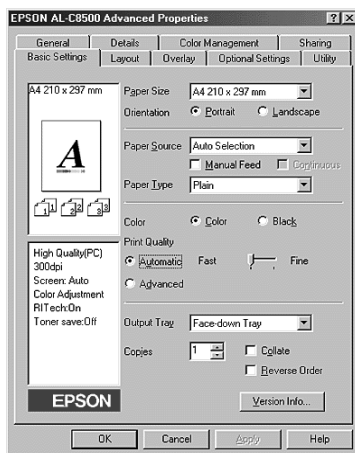 EPSON AL-C8500 Advanced Properties
General Details Color Management Sharing
Basic Settings Layout Overlay Optional Settings Utility
A4 210 x 297 mm
A
1 1 2 2 3 3
High Quality(PC)
300dpi
Screen: Auto
Color Adjustment
RITech:On
Toner save:Off
EPSON
Paper Size A4 210 x 297 mm
Orientation Portrait Landscape
Paper Source Auto Selection
Manual Feed Continuous
Paper Type Plain
Color Color Black
Print Quality
Automatic Fast Fine
Advanced
Output Tray Face-down Tray
Copies 1 Collate
Reverse Order
Version Info...
OK Cancel Apply Help